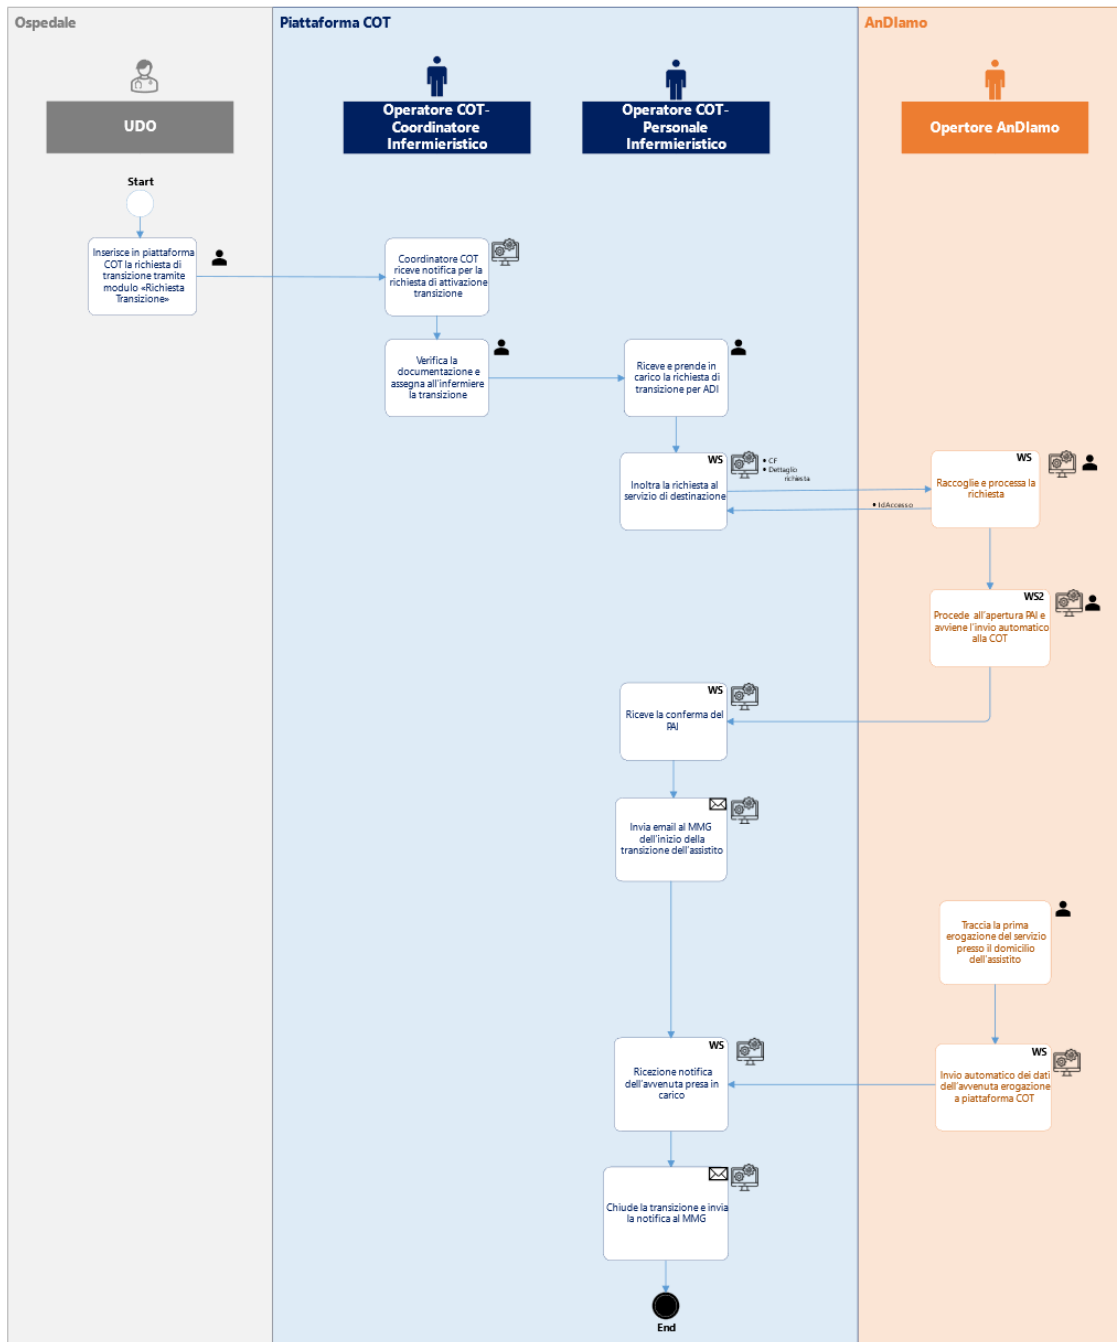 Ospedale
Piattaforma COT
AnDIamo
UDO
Operatore COT-
Coordinatore
Infermieristico
Operatore COT-
Personale
Infermieristico
Opertore AnDIamo
Start
Inserisce in piattaforma
COT la richiesta di
transizione tramite
modulo «Richiesta
Transizione»
Coordinatore COT
riceve notifica per la
richiesta di attivazione
transizione
Verifica la
documentazione e
assegna all'infermiere
la transizione
Riceve e prende in
carico la richiesta di
transizione per ADI
WS
Inoltra la richiesta al
servizio di destinazione
• CF
• Dettaglio
richiesta
• IdAccesso
WS
Raccoglie e processa la
richiesta
WS2
Procede all'apertura PAI e
avviene l'invio automatico
alla COT
WS
Riceve la conferma del
PAI
Invia email al MMG
dell'inizio della
transizione dell'assistito
Traccia la prima
erogazione del servizio
presso il domicilio
dell'assistito
WS
Ricezione notifica
dell'avvenuta presa in
carico
WS
Invio automatico dei dati
dell'avvenuta erogazione
a piattaforma COT
Chiude la transizione e invia
la notifica al MMG
End